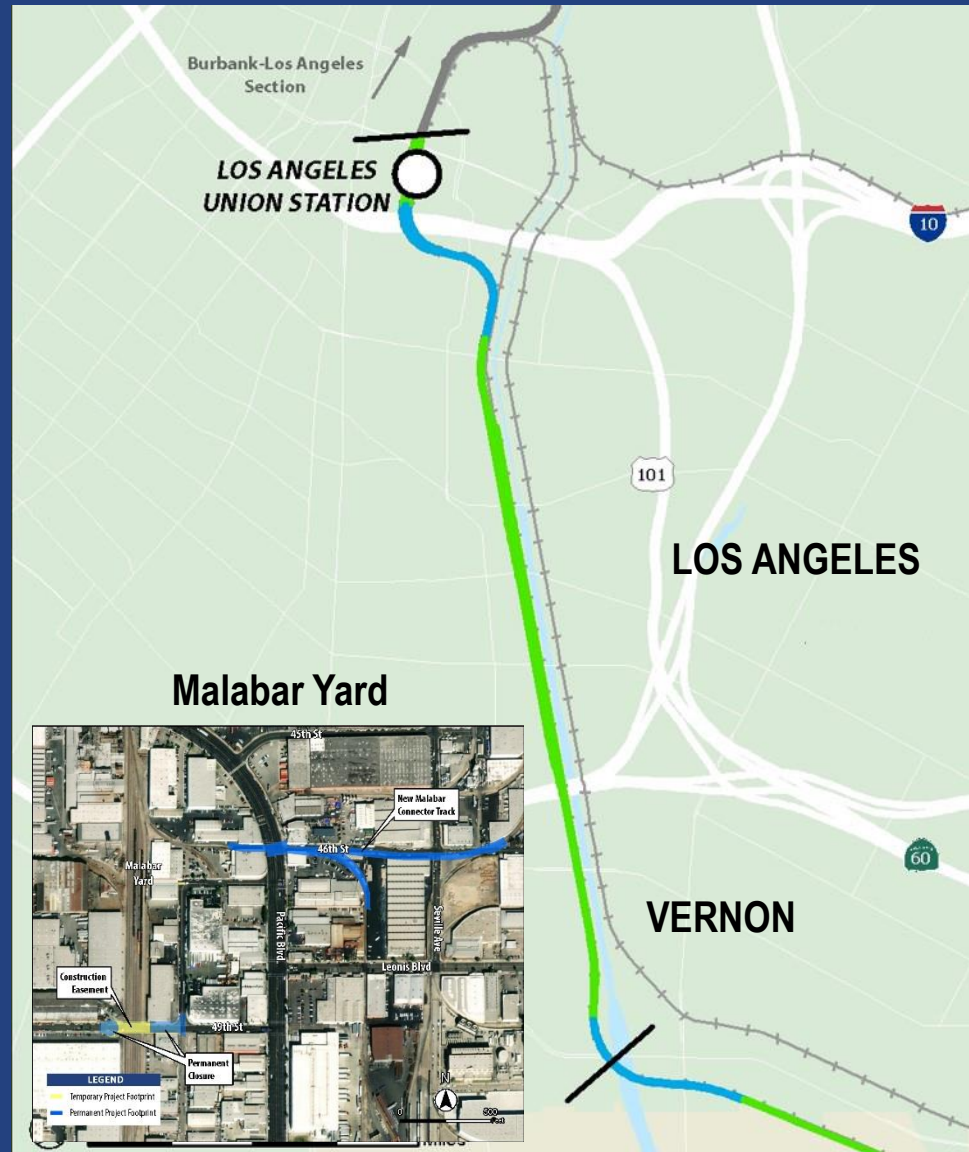 Burbank-Los Angeles
Section
LOS ANGELES
UNION STATION
10
101
LOS ANGELES
Malabar Yard
45th St
New Malabar
Connector Track
46th St
Malabar
Yard
Pacific Blvd.
Seville Ave
60
VERNON
Leonis Blvd
Construction
Easement
49th St
Permanent
Closure
LEGEND
Temporary Project Footprint
Permanent Project Footprint
N
0
500
Feet